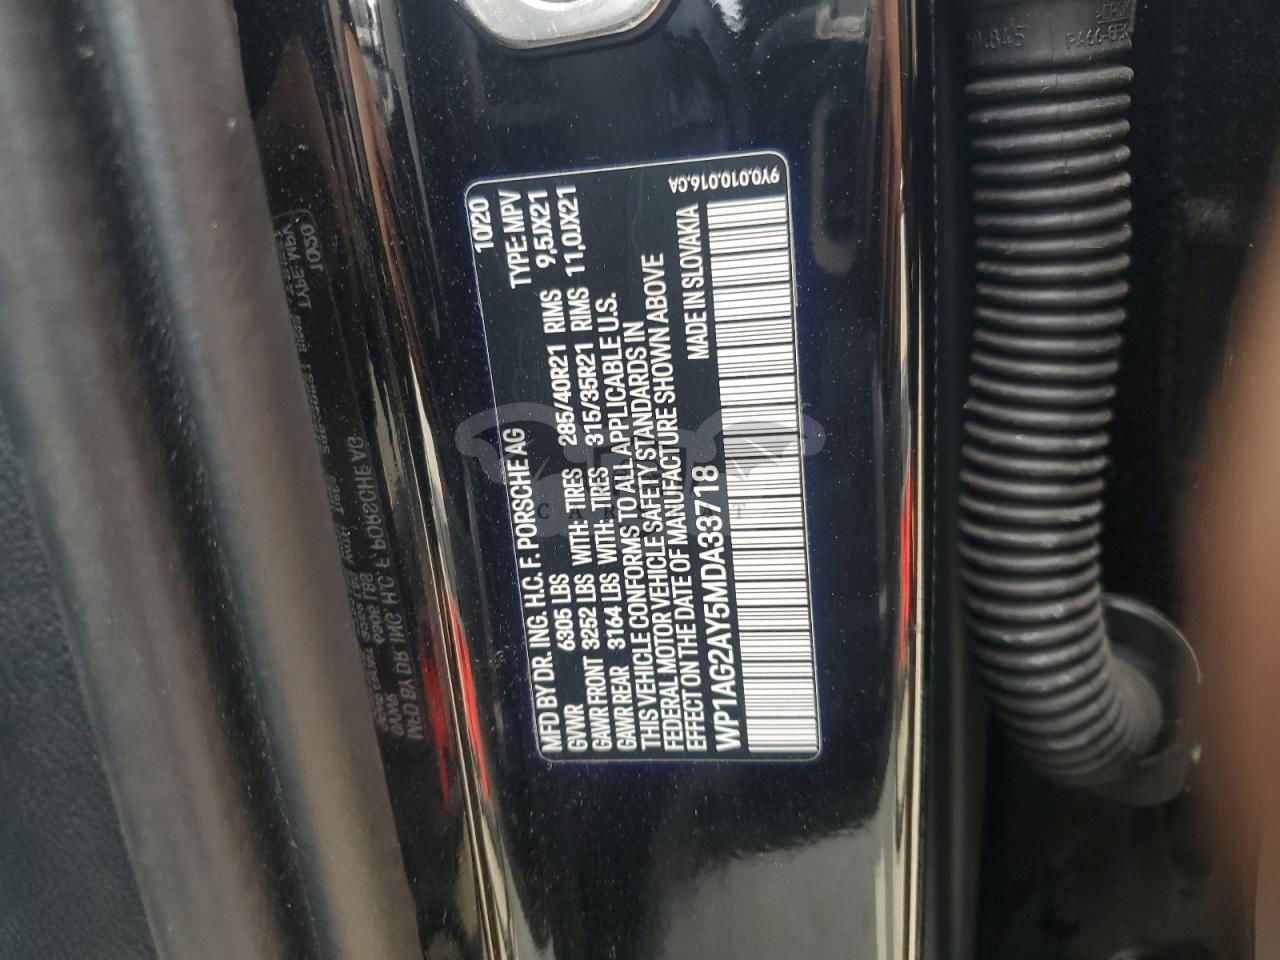 10/20
MFD BY DR. ING. H.C. F. PORSCHE AG
TYPE: MPV
GVWR 6305 LBS
GAWR FRONT 3252 LBS WITH: TIRES 285/40R21 RIMS 9,5JX21
GAWR REAR 3164 LBS WITH: TIRES 315/35R21 RIMS 11,0JX21
THIS VEHICLE CONFORMS TO ALL APPLICABLE U.S.
FEDERAL MOTOR VEHICLE SAFETY STANDARDS IN
EFFECT ON THE DATE OF MANUFACTURE SHOWN ABOVE
WP1AG2AY5MDA33718 MADE IN SLOVAKIA
9Y0.010.016.CA